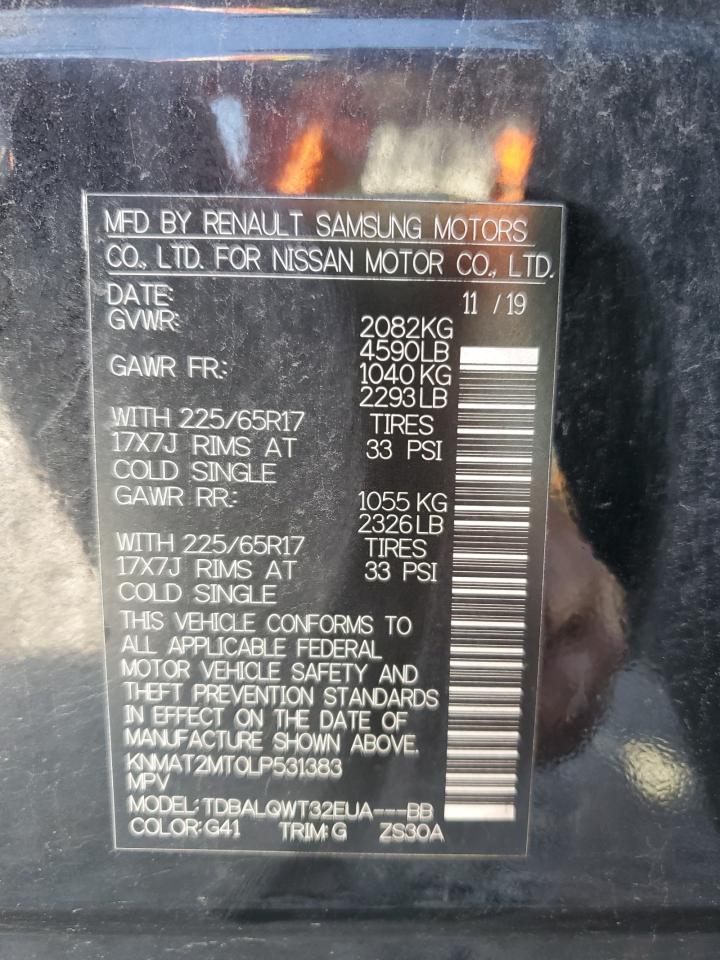 MFD BY RENAULT SAMSUNG MOTORS
CO., LTD. FOR NISSAN MOTOR CO., LTD.
DATE: 11 / 19
GVWR: 2082KG
4590LB
GAWR FR.: 1040 KG
2293 LB
WITH 225/65R17 TIRES
17X7J RIMS AT 33 PSI
COLD SINGLE
GAWR RR.: 1055 KG
2326 LB
WITH 225/65R17 TIRES
17X7J RIMS AT 33 PSI
COLD SINGLE
THIS VEHICLE CONFORMS TO
ALL APPLICABLE FEDERAL
MOTOR VEHICLE SAFETY AND
THEFT PREVENTION STANDARDS
IN EFFECT ON THE DATE OF
MANUFACTURE SHOWN ABOVE.
KNMAT2MT0LP531383
MPV
MODEL: TDBALQWT32EUA---BB
COLOR: G41 TRIM: G ZS30A